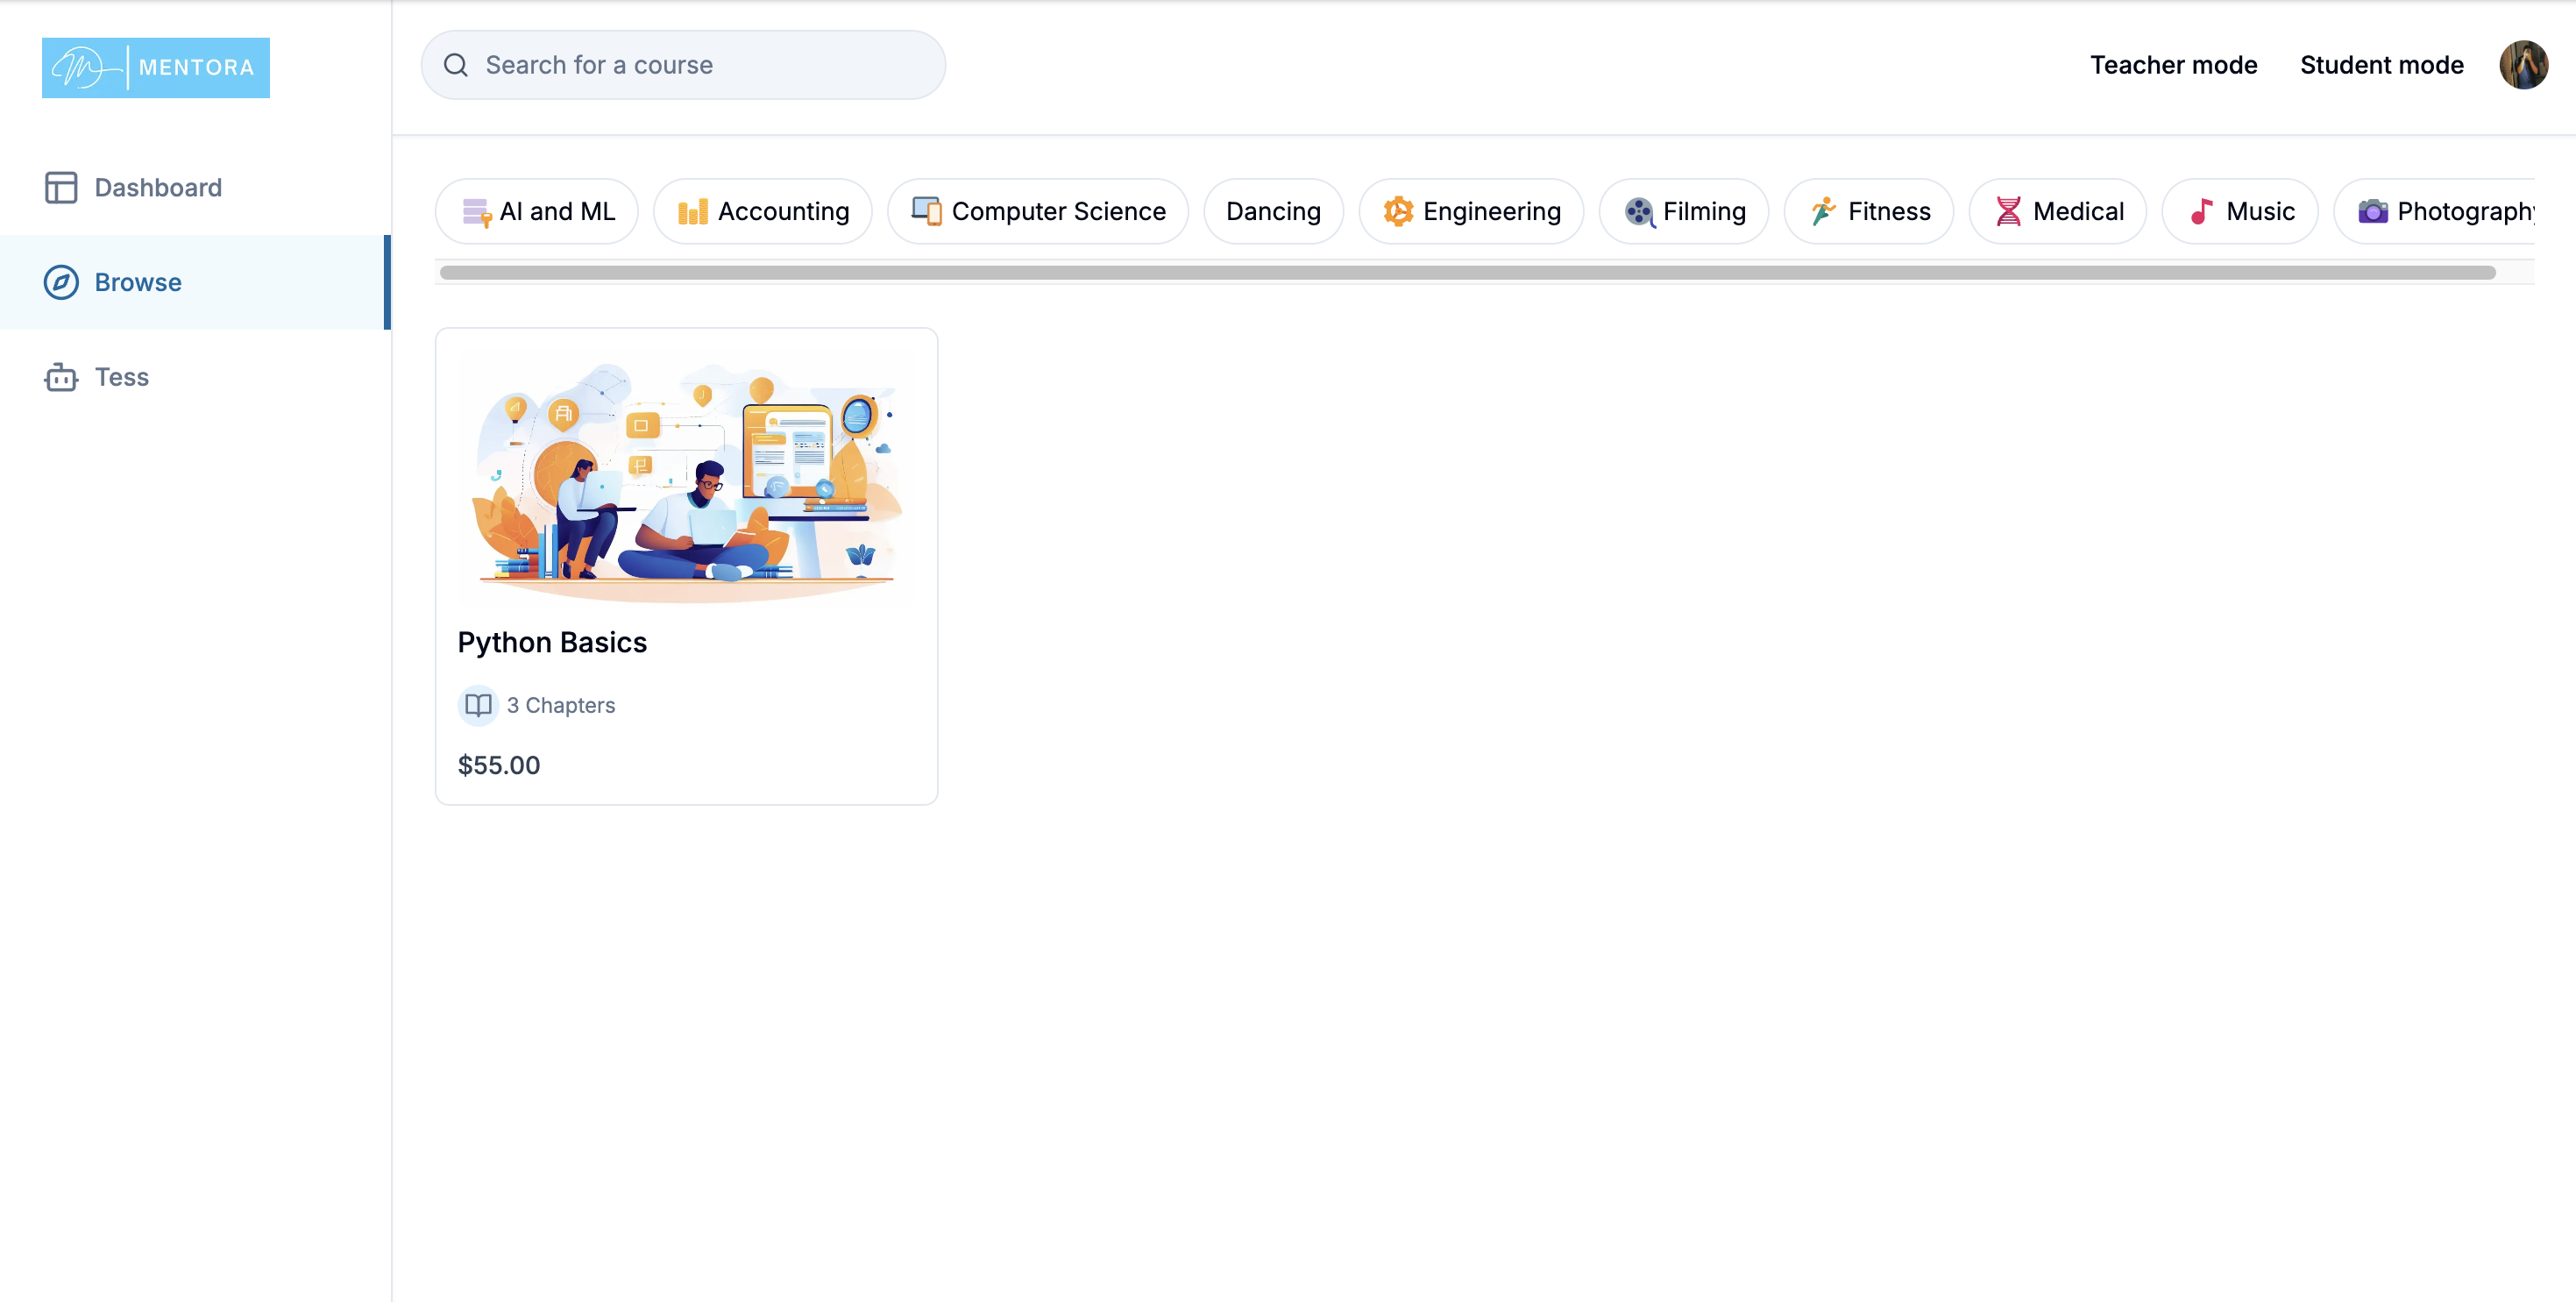 MENTORA
Search for a course
Teacher mode
Student mode
Dashboard
Browse
Tess
AI and ML
Accounting
Computer Science
Dancing
Engineering
Filming
Fitness
Medical
Music
Photography
Python Basics
3 Chapters
$55.00